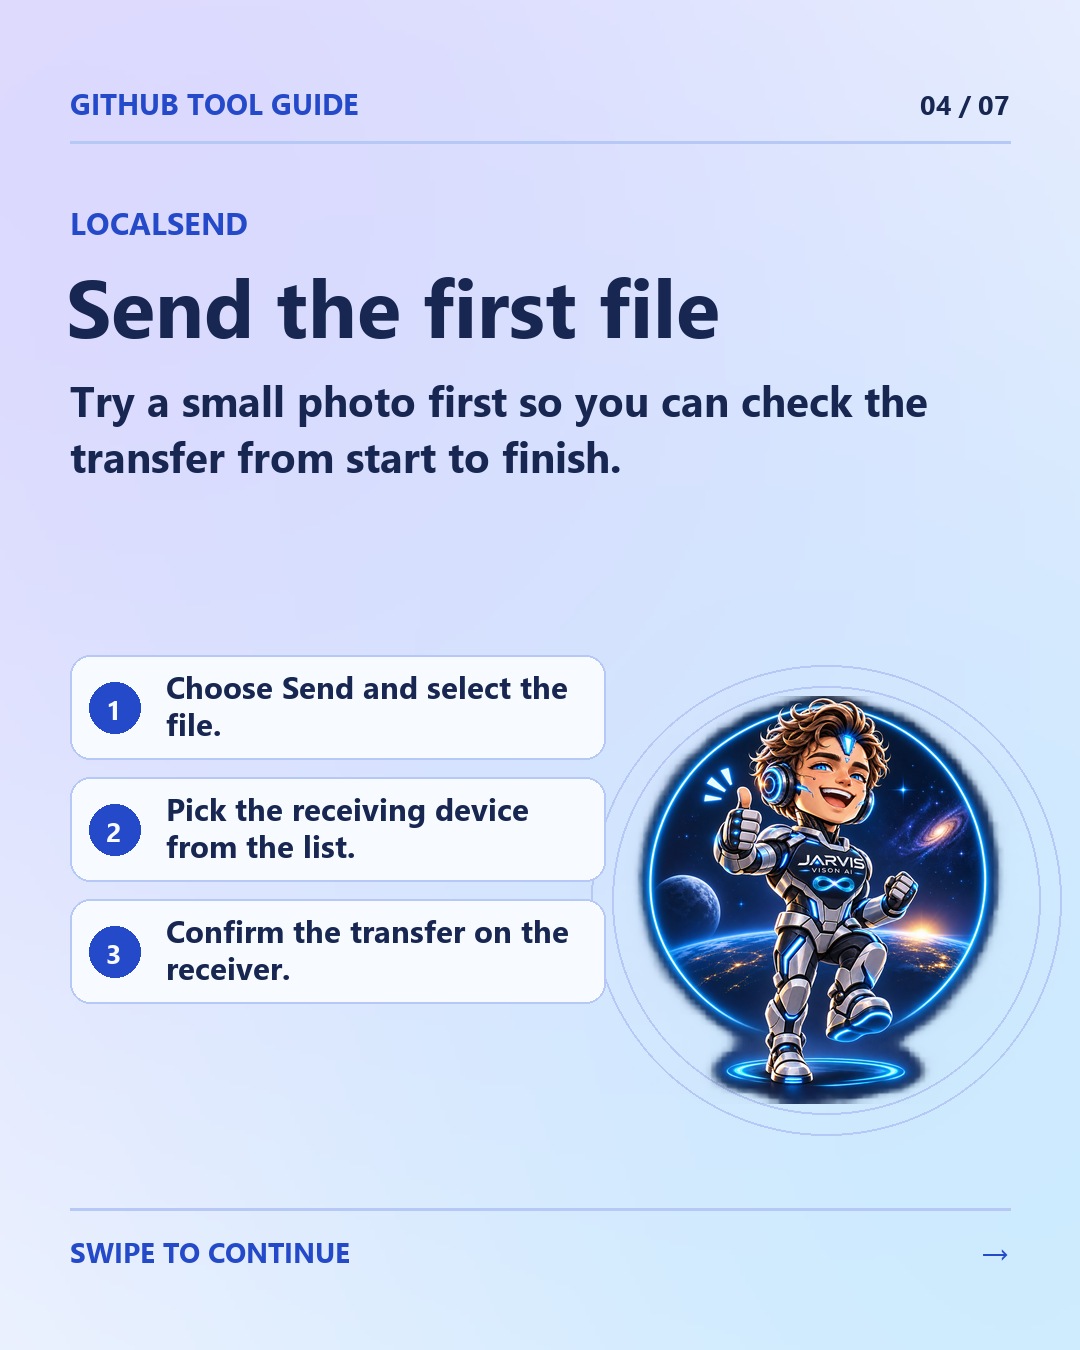 GITHUB TOOL GUIDE
04 / 07
LOCALSEND
Send the first file
Try a small photo first so you can check the
transfer from start to finish.
1
Choose Send and select the
file.
2
Pick the receiving device
from the list.
3
Confirm the transfer on the
receiver.
JARVIS
VISON AI
SWIPE TO CONTINUE
→